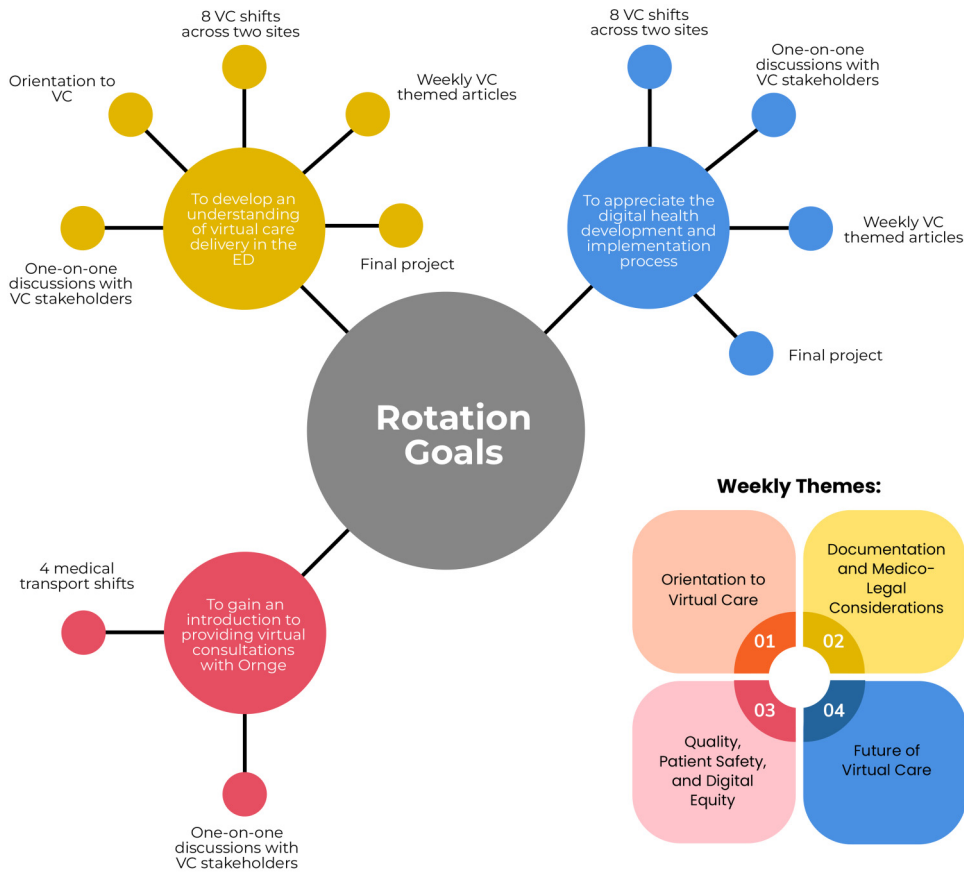 8 VC shifts
across two sites
Orientation to
VC
Weekly VC
themed articles
To develop an
understanding
of virtual care
delivery in the
ED
One-on-one
discussions with
VC stakeholders
Final project
8 VC shifts
across two sites
One-on-one
discussions with
VC stakeholders
To appreciate the
digital health
development and
implementation
process
Weekly VC
themed articles
Final project
Rotation
Goals
4 medical
transport shifts
To gain an
introduction to
providing virtual
consultations
with Ornge
One-on-one
discussions with
VC stakeholders
Weekly Themes:
Orientation to
Virtual Care
01
Documentation
and Medico-
Legal
Considerations
02
03
Quality,
Patient Safety,
and Digital
Equity
04
Future of
Virtual Care